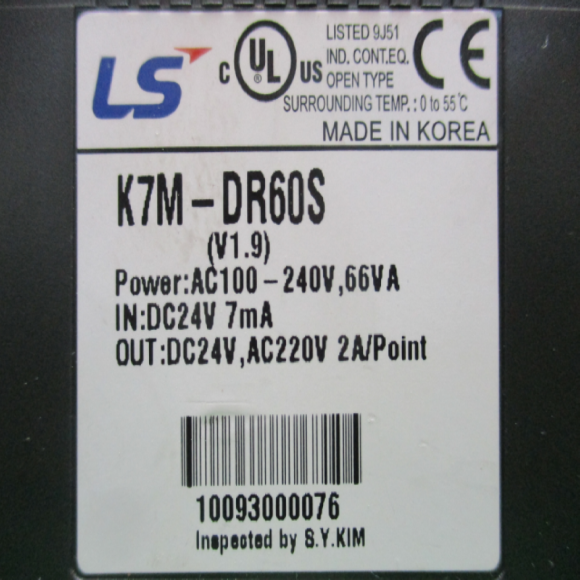 LS
c UL US
LISTED 9J51
IND. CONT.EQ.
OPEN TYPE
CE
SURROUNDING TEMP. : 0 to 55℃
MADE IN KOREA
K7M-DR60S
(V1.9)
Power:AC100-240V,66VA
IN:DC24V 7mA
OUT:DC24V,AC220V 2A/Point
10093000076
Inspected by S.Y.KIM